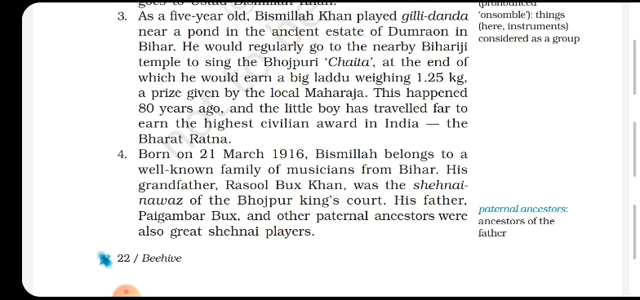 3. As a five-year old, Bismillah Khan played gilli-danda
near a pond in the ancient estate of Dumraon in
Bihar. He would regularly go to the nearby Bihariji
temple to sing the Bhojpuri ‘Chaita’, at the end of
which he would earn a big laddu weighing 1.25 kg,
a prize given by the local Maharaja. This happened
80 years ago, and the little boy has travelled far to
earn the highest civilian award in India — the
Bharat Ratna.
4. Born on 21 March 1916, Bismillah belongs to a
well-known family of musicians from Bihar. His
grandfather, Rasool Bux Khan, was the shehnai-
nawaz of the Bhojpur king’s court. His father,
Paigambar Bux, and other paternal ancestors were
also great shehnai players.
‘onsomble’): things
(here, instruments)
considered as a group
paternal ancestors:
ancestors of the
father
22 / Beehive